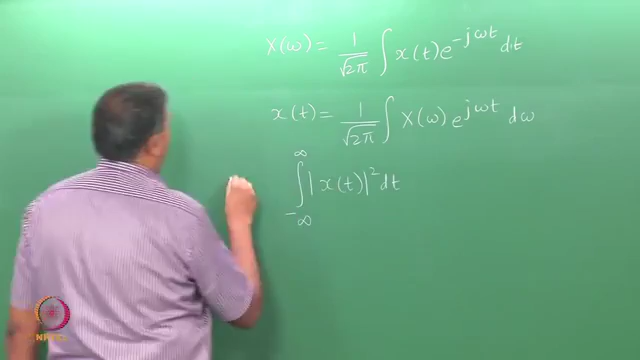 X(ω) = 1/√2π ∫ x(t) e^-jωt dt
x(t) = 1/√2π ∫ X(ω) e^jωt dω
∫_-∞^∞ |x(t)|^2 dt